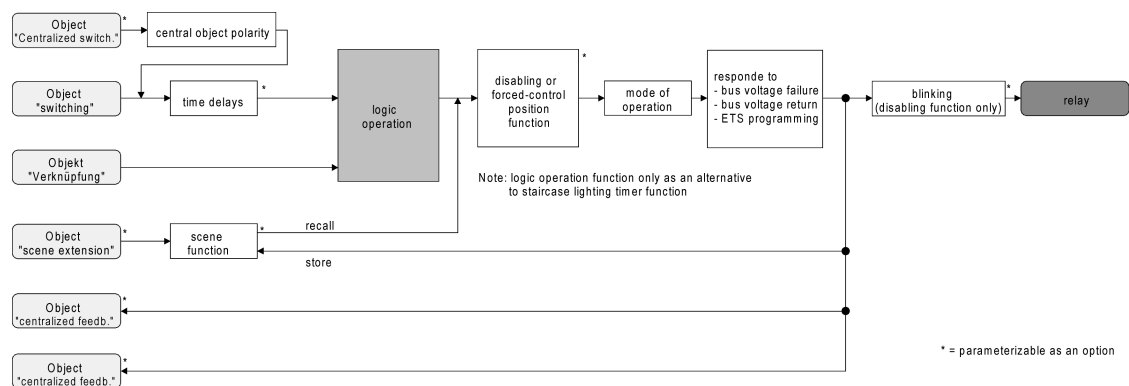 Object
"Centralized switch."
*
central object polarity
Object
"switching"
time delays
*
logic
operation
disabling or
forced-control
position
function
*
mode of
operation
responde to
- bus voltage failure
- bus voltage return
- ETS programming
blinking
(disabling function only)
*
relay
Objekt
"Verknüpfung"
Note: logic operation function only as an alternative
to staircase lighting timer function
Object
"scene extension"
*
scene
function
*
recall
store
Object
"centralized feedb."
*
* = parameterizable as an option
Object
"centralized feedb."
*